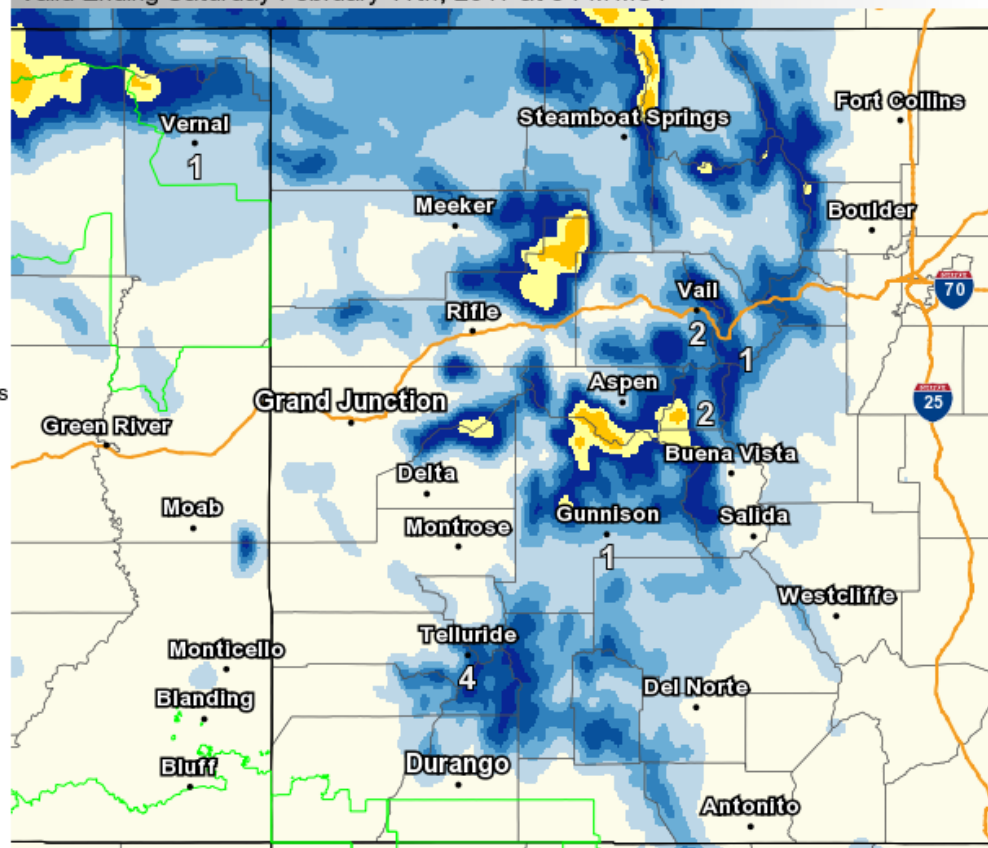 Fort Collins
Steamboat Springs
Vernal
1
Meeker
Boulder
Vail
70
Rifle
2
1
Aspen
Grand Junction
25
2
Green River
Buena Vista
Delta
Moab
Gunnison
Salida
Montrose
1
Westcliffe
Telluride
Monticello
4
Del Norte
Blanding
Bluff
Durango
Antonito